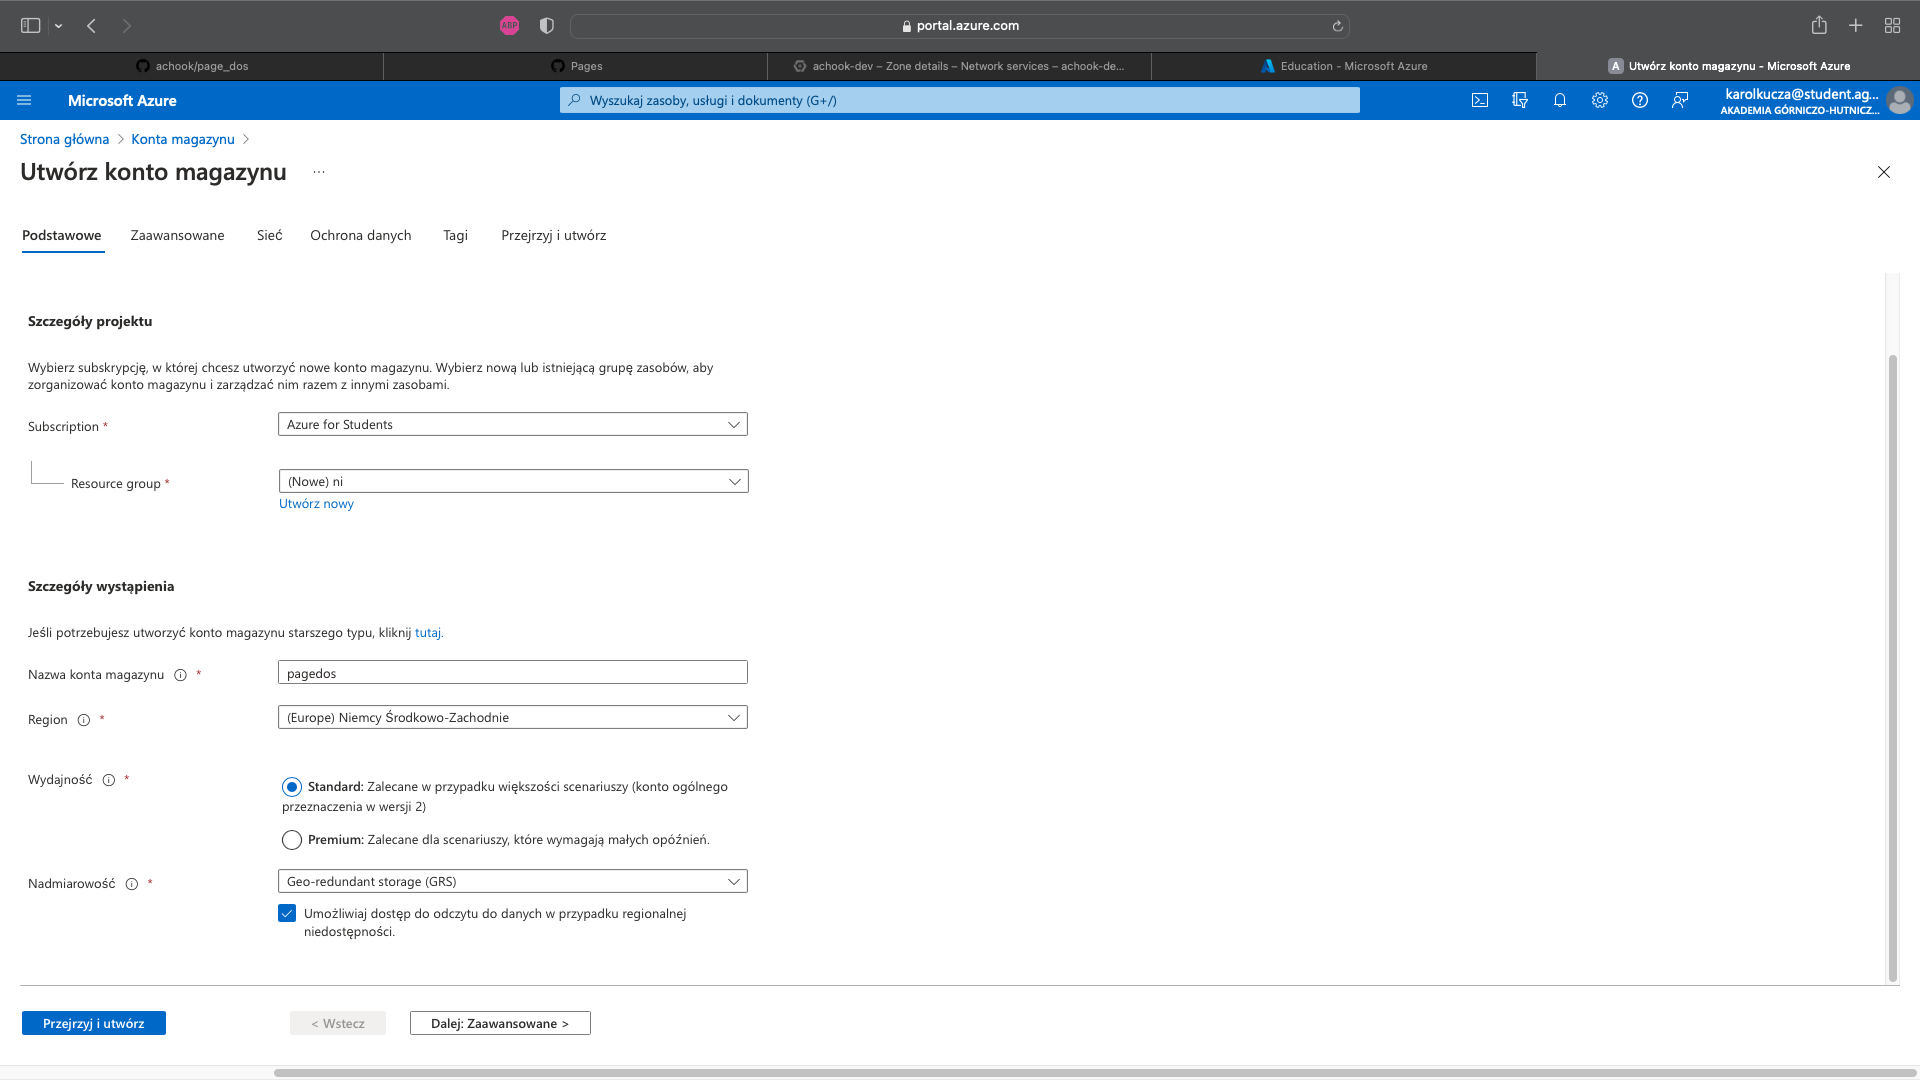 ABP
portal.azure.com
achook/page_dos
Pages
achook-dev – Zone details – Network services – achook-de...
Education - Microsoft Azure
A Utwórz konto magazynu - Microsoft Azure
Microsoft Azure
Wyszukaj zasoby, usługi i dokumenty (G+/)
karolkucza@student.ag...
AKADEMIA GÓRNICZO-HUTNICZ...
Strona główna > Konta magazynu >
Utwórz konto magazynu ...
Podstawowe Zaawansowane Sieć Ochrona danych Tagi Przejrzyj i utwórz
Szczegóły projektu
Wybierz subskrypcję, w której chcesz utworzyć nowe konto magazynu. Wybierz nową lub istniejącą grupę zasobów, aby
zorganizować konto magazynu i zarządzać nim razem z innymi zasobami.
Subscription * Azure for Students
Resource group * (Nowe) ni
Utwórz nowy
Szczegóły wystąpienia
Jeśli potrzebujesz utworzyć konto magazynu starszego typu, kliknij tutaj.
Nazwa konta magazynu * pagedos
Region * (Europe) Niemcy Środkowo-Zachodnie
Wydajność *
Standard: Zalecane w przypadku większości scenariuszy (konto ogólnego
przeznaczenia w wersji 2)
Premium: Zalecane dla scenariuszy, które wymagają małych opóźnień.
Nadmiarowość * Geo-redundant storage (GRS)
Umożliwiaj dostęp do odczytu do danych w przypadku regionalnej
niedostępności.
Przejrzyj i utwórz
< Wstecz
Dalej: Zaawansowane >